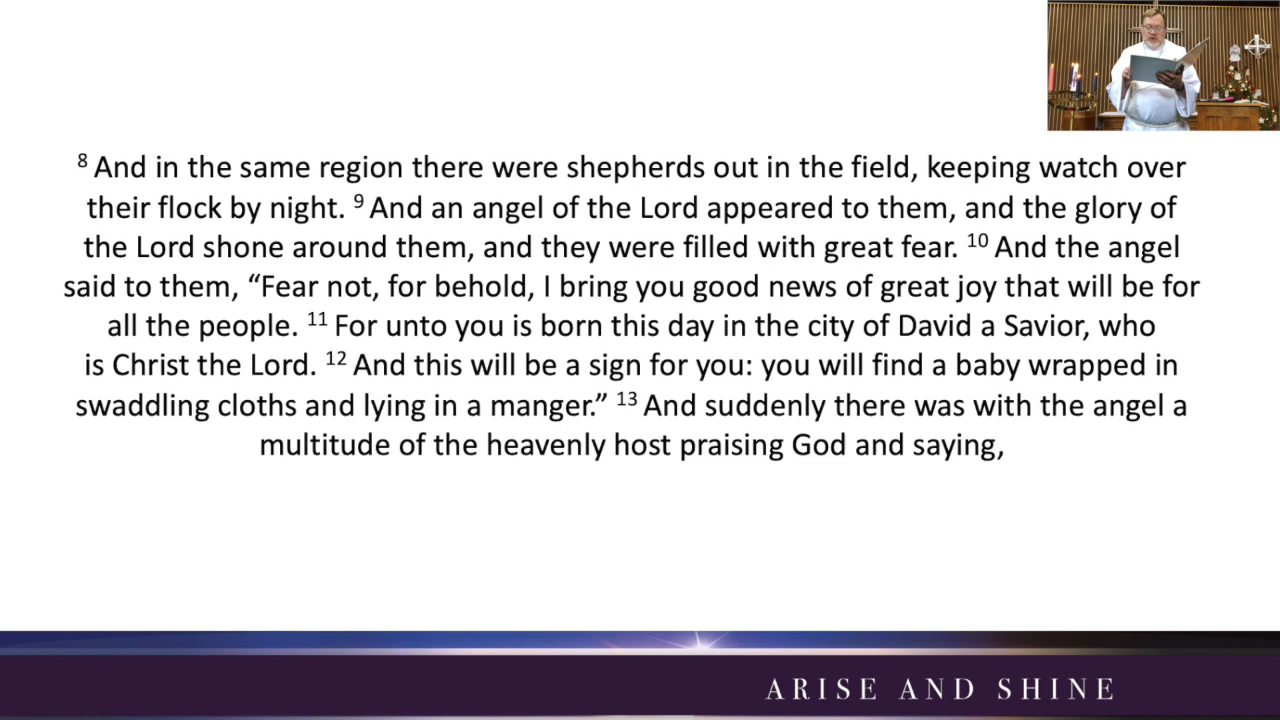 ⁸ And in the same region there were shepherds out in the field, keeping watch over
their flock by night. ⁹ And an angel of the Lord appeared to them, and the glory of
the Lord shone around them, and they were filled with great fear. ¹⁰ And the angel
said to them, “Fear not, for behold, I bring you good news of great joy that will be for
all the people. ¹¹ For unto you is born this day in the city of David a Savior, who
is Christ the Lord. ¹² And this will be a sign for you: you will find a baby wrapped in
swaddling cloths and lying in a manger.” ¹³ And suddenly there was with the angel a
multitude of the heavenly host praising God and saying,
ARISE AND SHINE